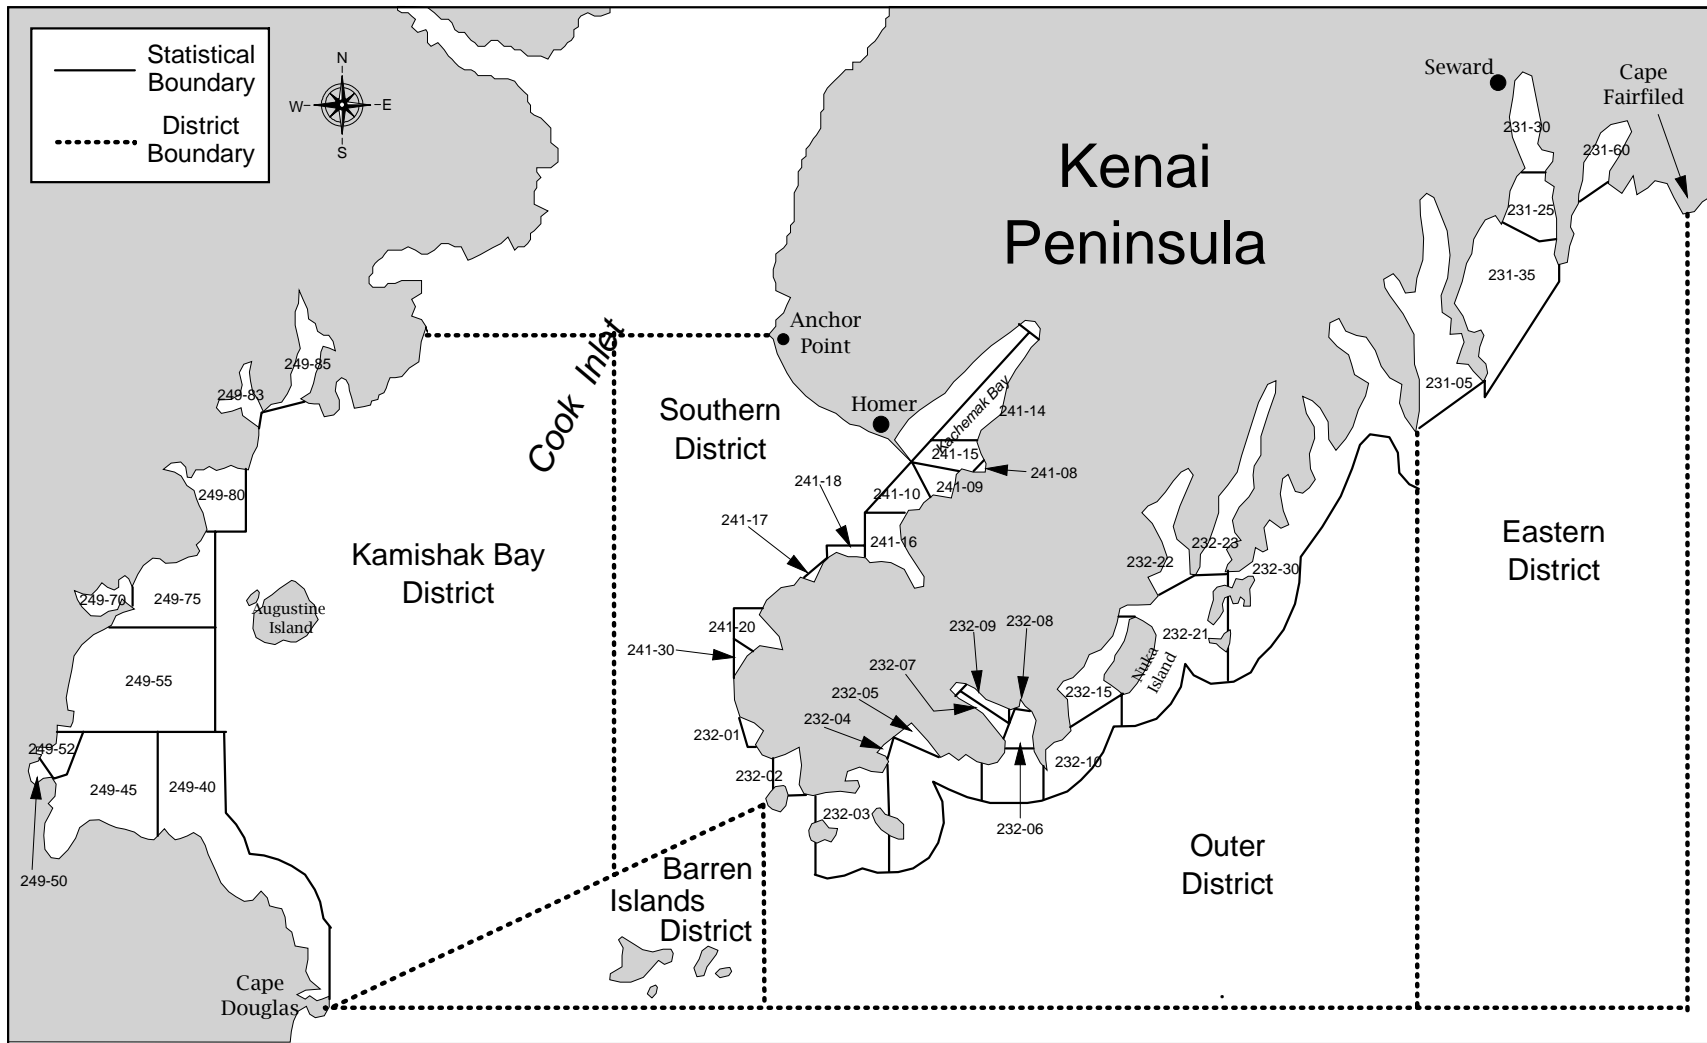 Statistical
Boundary
District
Boundary
N
W
E
S
Seward
Cape
Fairfiled
231-30
231-60
231-25
231-35
231-05
Kenai
Peninsula
Anchor
Point
Homer
Cook Inlet
Kachemak Bay
Southern
District
241-14
241-15
241-08
241-09
241-10
241-18
241-17
241-16
241-20
241-30
249-85
249-83
249-80
249-75
249-70
249-55
249-52
249-45
249-40
249-50
Kamishak Bay
District
Augustine
Island
232-09
232-08
232-07
232-05
232-04
232-01
232-02
232-03
232-06
232-10
232-15
232-21
232-22
232-23
232-30
Nuka
Island
Eastern
District
Outer
District
Barren
Islands
District
Cape
Douglas